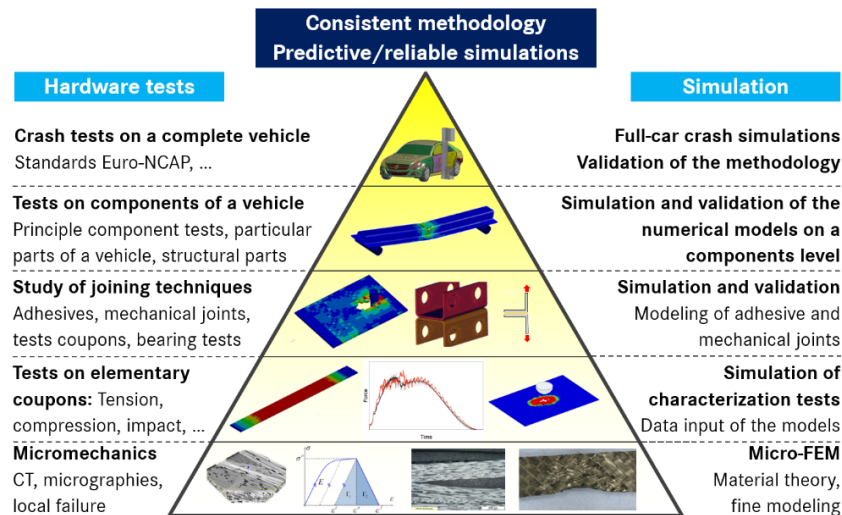 Consistent methodology
Predictive/reliable simulations
Hardware tests
Simulation
Crash tests on a complete vehicle
Standards Euro-NCAP, ...
Full-car crash simulations
Validation of the methodology
Tests on components of a vehicle
Principle component tests, particular
parts of a vehicle, structural parts
Simulation and validation of the
numerical models on a
components level
Study of joining techniques
Adhesives, mechanical joints,
tests coupons, bearing tests
Simulation and validation
Modeling of adhesive and
mechanical joints
Tests on elementary
coupons: Tension,
compression, impact, ...
Force
Time
Simulation of
characterization tests
Data input of the models
Micromechanics
CT, micrographies,
local failure
σ
E
Micro-FEM
Material theory,
fine modeling